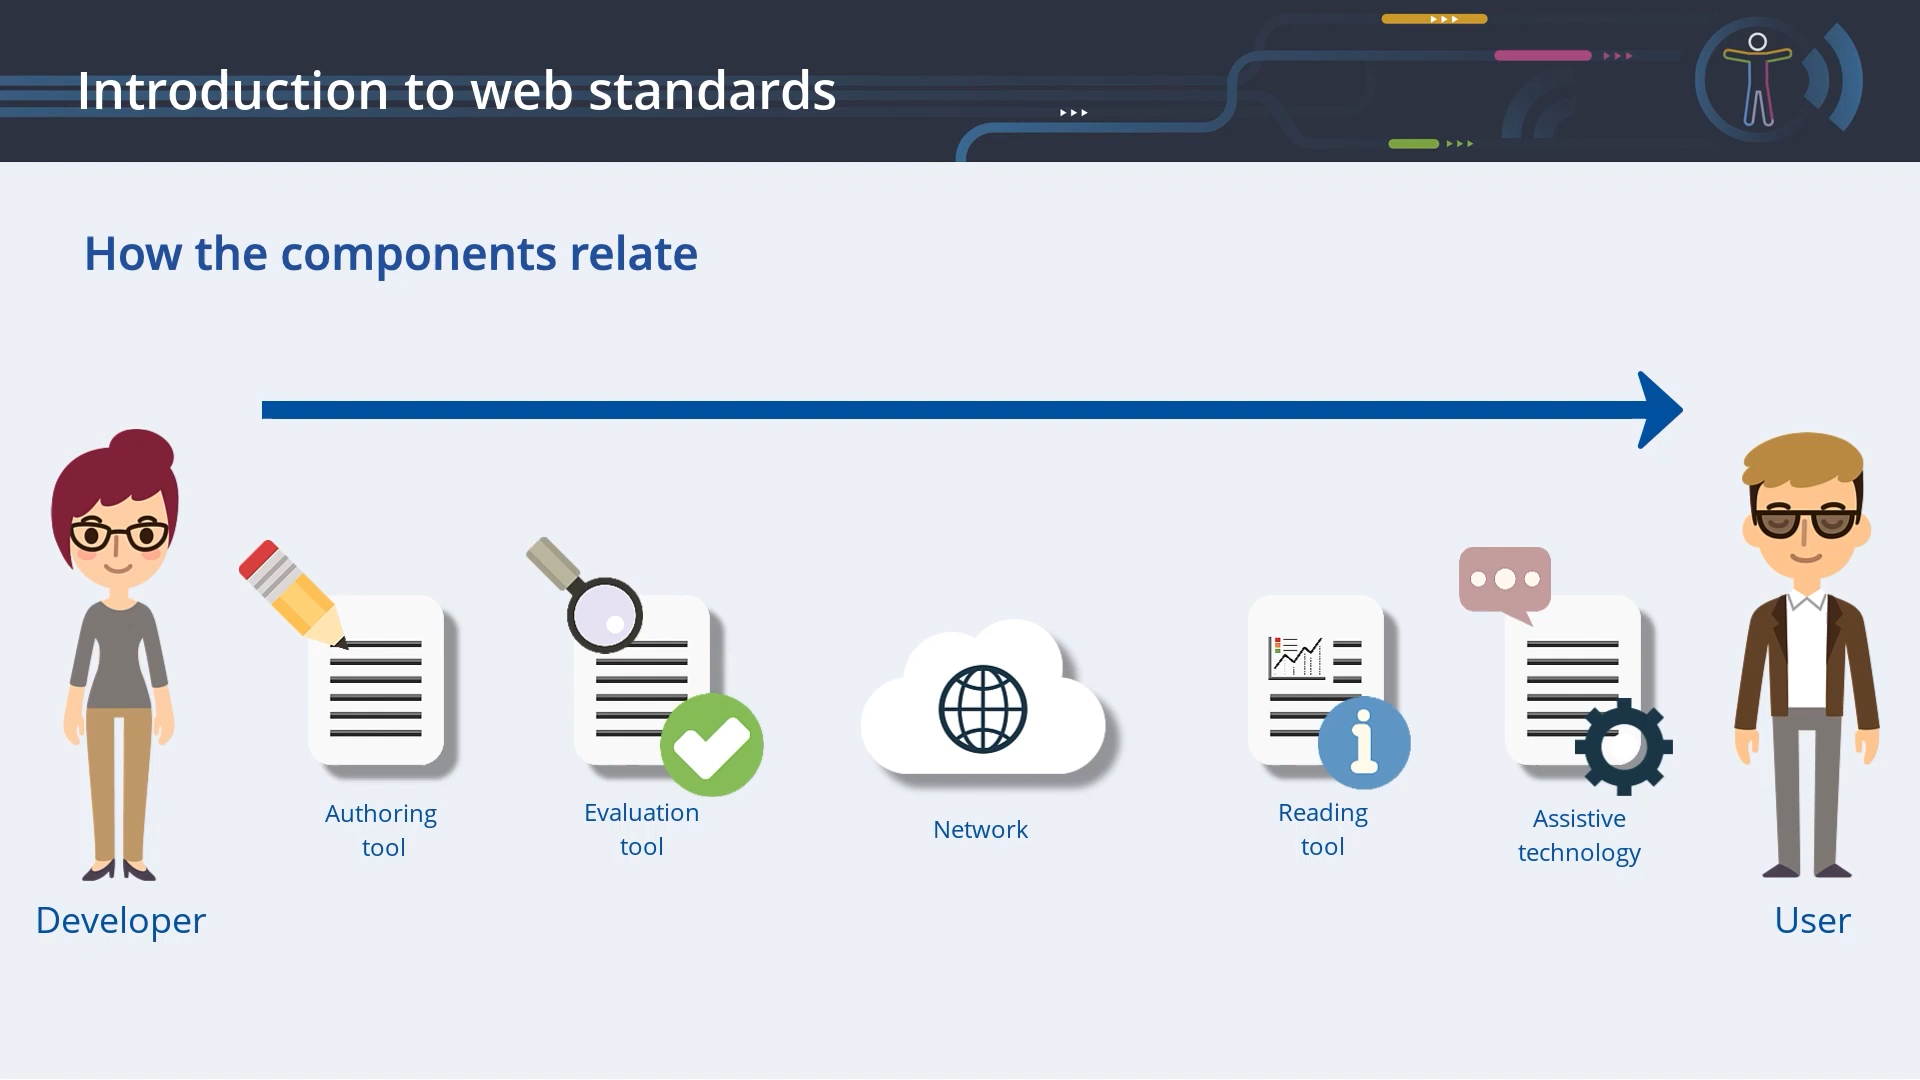 Introduction to web standards
How the components relate
Authoring
tool
Evaluation
tool
Network
Reading
tool
Assistive
technology
Developer
User